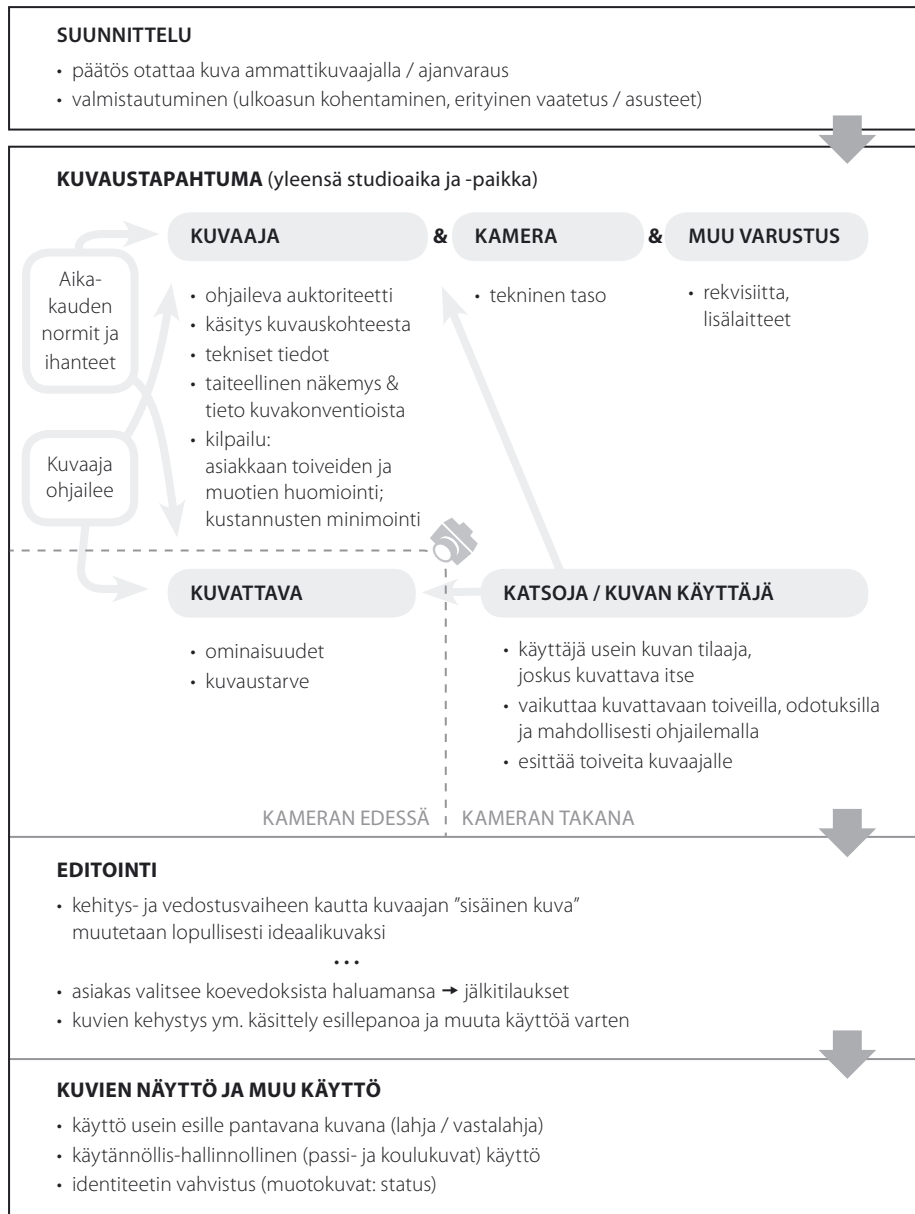 SUUNNITTELU
• päätös otattaa kuva ammattikuvaajalla / ajanvaraus
• valmistautuminen (ulkoasun kohentaminen, erityinen vaatetus / asusteet)
KUVAUSTAPAHTUMA (yleensä studioaika ja -paikka)
KUVAAJA & KAMERA & MUU VARUSTUS
Aika-
kauden
normit ja
ihanteet
Kuvaaja
ohjailee
• ohjaileva auktoriteetti
• käsitys kuvauskohteesta
• tekniset tiedot
• taiteellinen näkemys &
tieto kuvakonventioista
• kilpailu:
asiakkaan toiveiden ja
muotien huomiointi;
kustannusten minimointi
• tekninen taso
• rekvisiitta,
lisälaitteet
KUVATTAVA
• ominaisuudet
• kuvaustarve
KATSOJA / KUVAN KÄYTTÄJÄ
• käyttäjä usein kuvan tilaaja,
joskus kuvattava itse
• vaikuttaa kuvattavaan toiveilla, odotuksilla
ja mahdollisesti ohjailemalla
• esittää toiveita kuvaajalle
KAMERAN EDESSÄ
KAMERAN TAKANA
EDITOINTI
• kehitys- ja vedostusvaiheen kautta kuvaajan ”sisäinen kuva”
muutetaan lopullisesti ideaalikuvaksi
...
• asiakas valitsee koevedoksista haluamansa → jälkitilaukset
• kuvien kehystys ym. käsittely esillepanoa ja muuta käyttöä varten
KUVIEN NÄYTTÖ JA MUU KÄYTTÖ
• käyttö usein esille pantavana kuvana (lahja / vastalahja)
• käytännöllis-hallinnollinen (passi- ja koulukuvat) käyttö
• identiteetin vahvistus (muotokuvat: status)